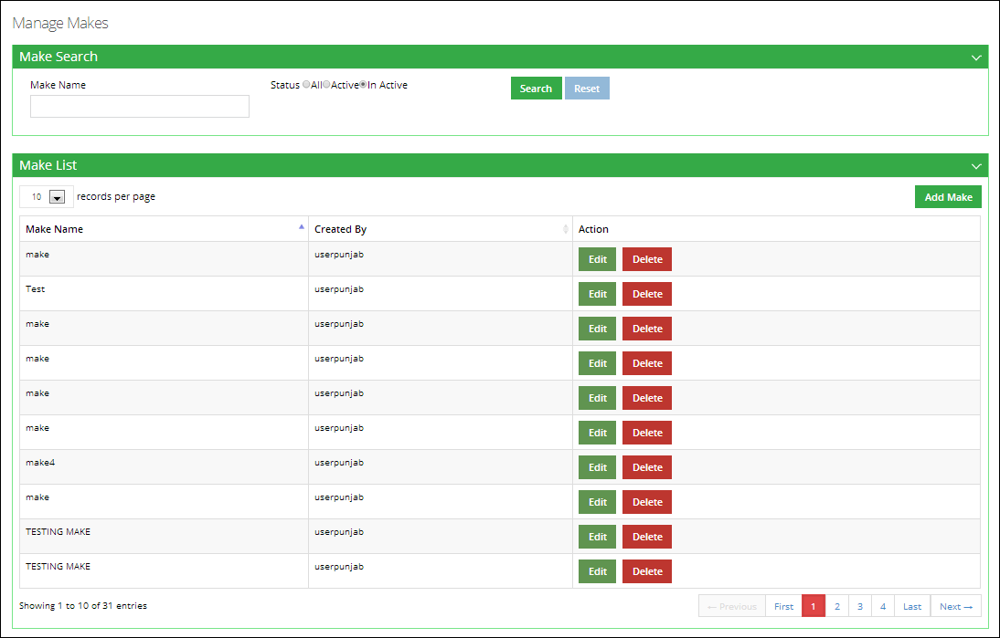 Manage Makes
Make Search
Make Name Status All Active In Active Search Reset
Make List
10 records per page Add Make
Make Name Created By Action
make userpunjab Edit Delete
Test userpunjab Edit Delete
make userpunjab Edit Delete
make userpunjab Edit Delete
make userpunjab Edit Delete
make userpunjab Edit Delete
make4 userpunjab Edit Delete
make userpunjab Edit Delete
TESTING MAKE userpunjab Edit Delete
TESTING MAKE userpunjab Edit Delete
Showing 1 to 10 of 31 entries ← Previous First 1 2 3 4 Last Next →